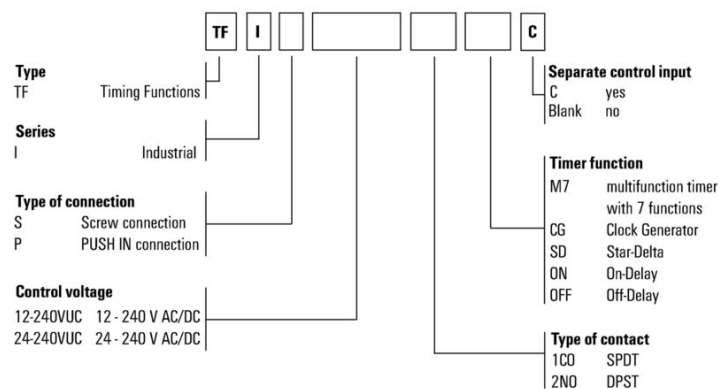 TF I C
Type
TF Timing Functions
Series
I Industrial
Type of connection
S Screw connection
P PUSH IN connection
Control voltage
12-240VUC 12 - 240 V AC/DC
24-240VUC 24 - 240 V AC/DC
Separate control input
C yes
Blank no
Timer function
M7 multifunction timer
with 7 functions
CG Clock Generator
SD Star-Delta
ON On-Delay
OFF Off-Delay
Type of contact
1CO SPDT
2NO DPST